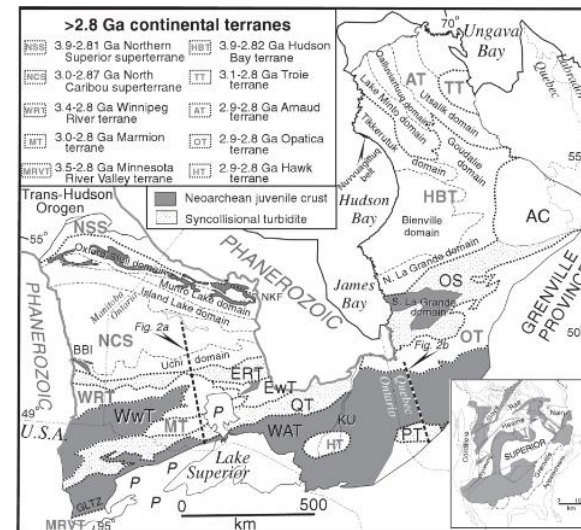 >2.8 Ga continental terranes
NSS 3.9-2.81 Ga Northern Superior superterrane
NCS 3.0-2.87 Ga North Caribou superterrane
WRT 3.4-2.8 Ga Winnipeg River terrane
MT 3.0-2.8 Ga Marmion terrane
MRVT 3.5-2.8 Ga Minnesota River Valley terrane
HBT 3.9-2.82 Ga Hudson Bay terrane
TT 3.1-2.8 Ga Troie terrane
AT 2.9-2.8 Ga Arnaud terrane
OT 2.9-2.8 Ga Opatica terrane
HT 2.9-2.8 Ga Hawk terrane
Neoarchean juvenile crust
Syncollisional turbidite
70°
Ungava
Bay
Labrador
Quebec
AT
TT
Utsalik domain
Lake Minto domain
Goudalie domain
Tikkerutuk domain
Nuvvuagittuq
belt
55°
Hudson
Bay
HBT
Bienville
domain
AC
Trans-Hudson
Orogen
55°
NSS
Oxford-Stull domain
Munro Lake domain
Island Lake domain
NKF
PHANEROZOIC
PHANEROZOIC
James
Bay
N. La Grande domain
OS
S. La Grande
domain
GRENVILLE
PROVINCE
Manitoba
Ontario
NCS
Fig. 2a
BBI
Uchi domain
OT
Fig. 2b
WRT
ERT
EwT
49
WwT
P
QT
MT
WAT
KU
HT
Quebec
Ontario
PT
U.S.A.
P
P
P
Lake
Superior
GLTZ
MRVT
95°
0
500
km
Cordillera
Rae
Hearne
Nain
SUPERIOR
Grenville
Appalachians
km